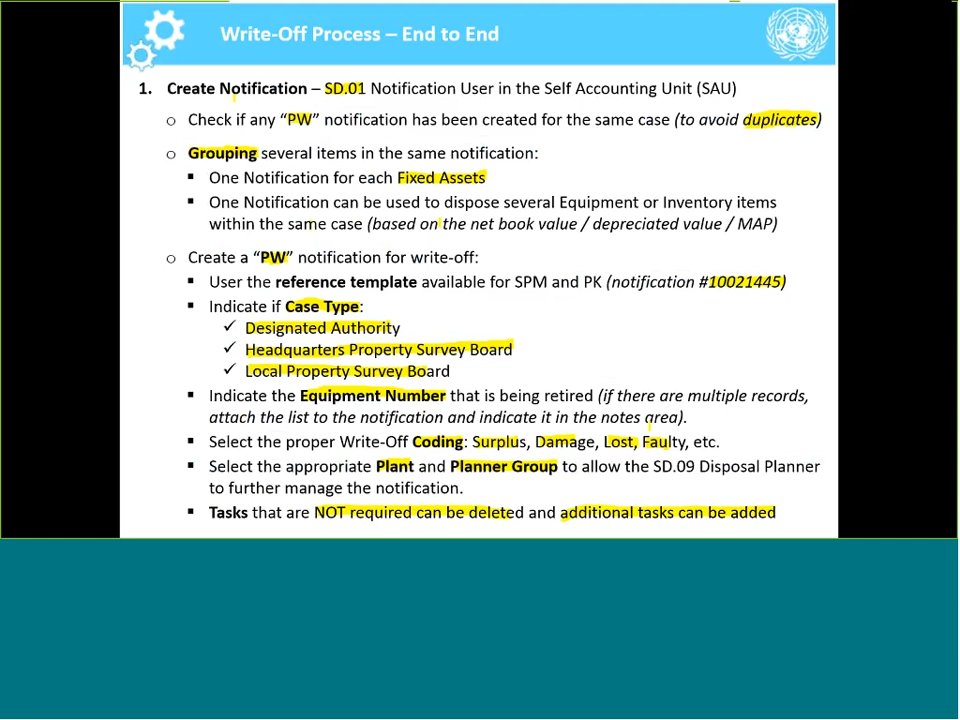 Write-Off Process – End to End
1. Create Notification – SD.01 Notification User in the Self Accounting Unit (SAU)
o Check if any “PW” notification has been created for the same case (to avoid duplicates)
o Grouping several items in the same notification:
▪ One Notification for each Fixed Assets
▪ One Notification can be used to dispose several Equipment or Inventory items
within the same case (based on the net book value / depreciated value / MAP)
o Create a “PW” notification for write-off:
▪ User the reference template available for SPM and PK (notification #10021445)
▪ Indicate if Case Type:
✓ Designated Authority
✓ Headquarters Property Survey Board
✓ Local Property Survey Board
▪ Indicate the Equipment Number that is being retired (if there are multiple records,
attach the list to the notification and indicate it in the notes area).
▪ Select the proper Write-Off Coding: Surplus, Damage, Lost, Faulty, etc.
▪ Select the appropriate Plant and Planner Group to allow the SD.09 Disposal Planner
to further manage the notification.
▪ Tasks that are NOT required can be deleted and additional tasks can be added